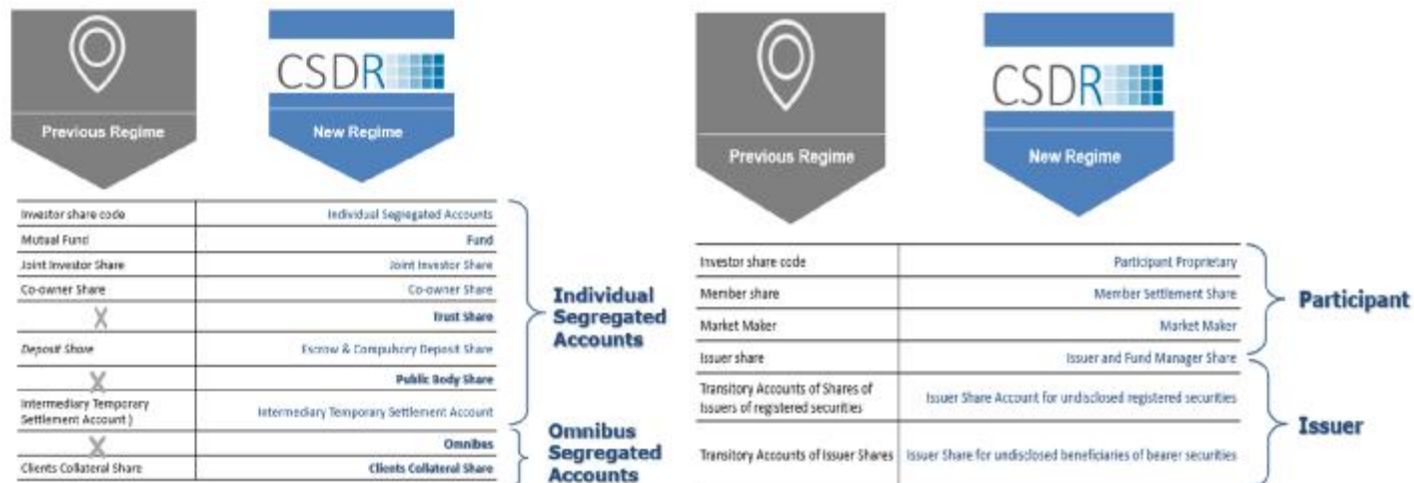 CSDR
Previous Regime
New Regime
Investor share code
Individual Segregated Accounts
Mutual Fund
Fund
Joint Investor Share
Joint Investor Share
Co-owner Share
Co-owner Share
X
Trust Share
Deposit Share
Escrow & Compulsory Deposit Share
X
Public Body Share
Intermediary Temporary
Settlement Account )
Intermediary Temporary Settlement Account
X
Omnibus
Clients Collateral Share
Clients Collateral Share
Individual
Segregated
Accounts
Omnibus
Segregated
Accounts
CSDR
Previous Regime
New Regime
Investor share code
Participant Proprietary
Member share
Member Settlement Share
Market Maker
Market Maker
Issuer share
Issuer and Fund Manager Share
Transitory Accounts of Shares of
Issuers of registered securities
Issuer Share Account for undisclosed registered securities
Transitory Accounts of Issuer Shares
Issuer Share for undisclosed beneficiaries of bearer securities
Participant
Issuer